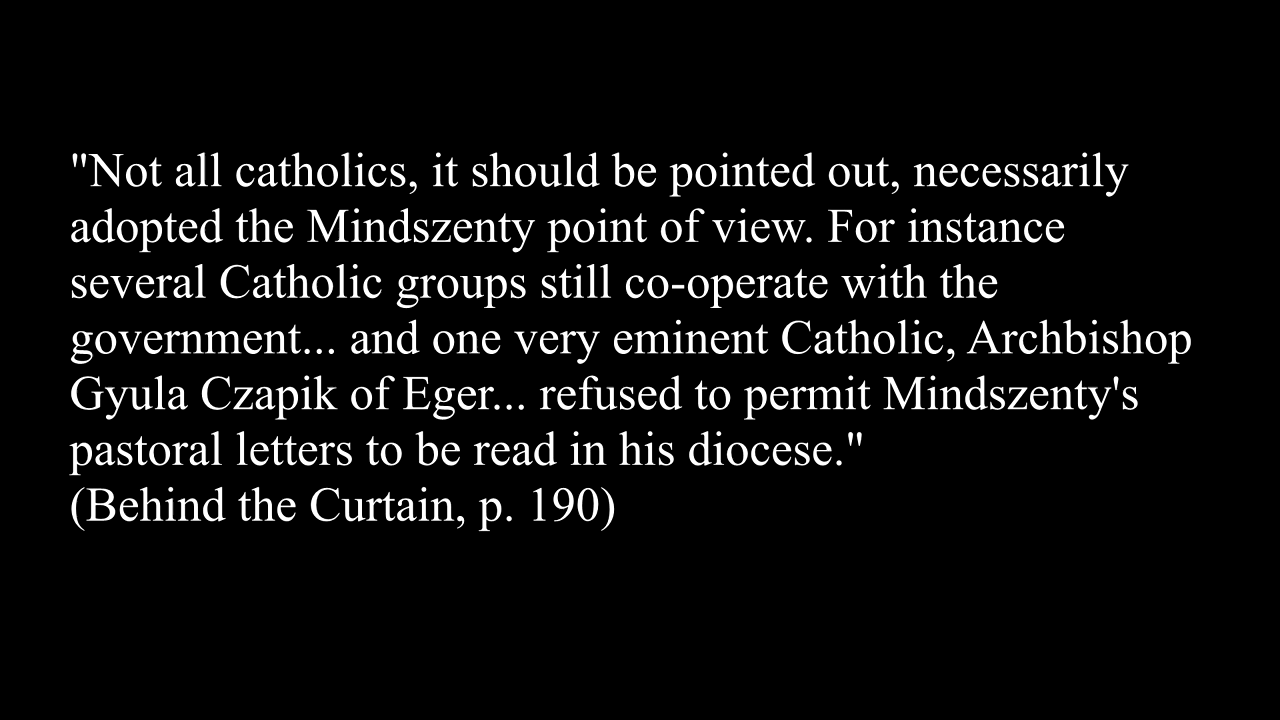 "Not all catholics, it should be pointed out, necessarily
adopted the Mindszenty point of view. For instance
several Catholic groups still co-operate with the
government... and one very eminent Catholic, Archbishop
Gyula Czapik of Eger... refused to permit Mindszenty's
pastoral letters to be read in his diocese."
(Behind the Curtain, p. 190)